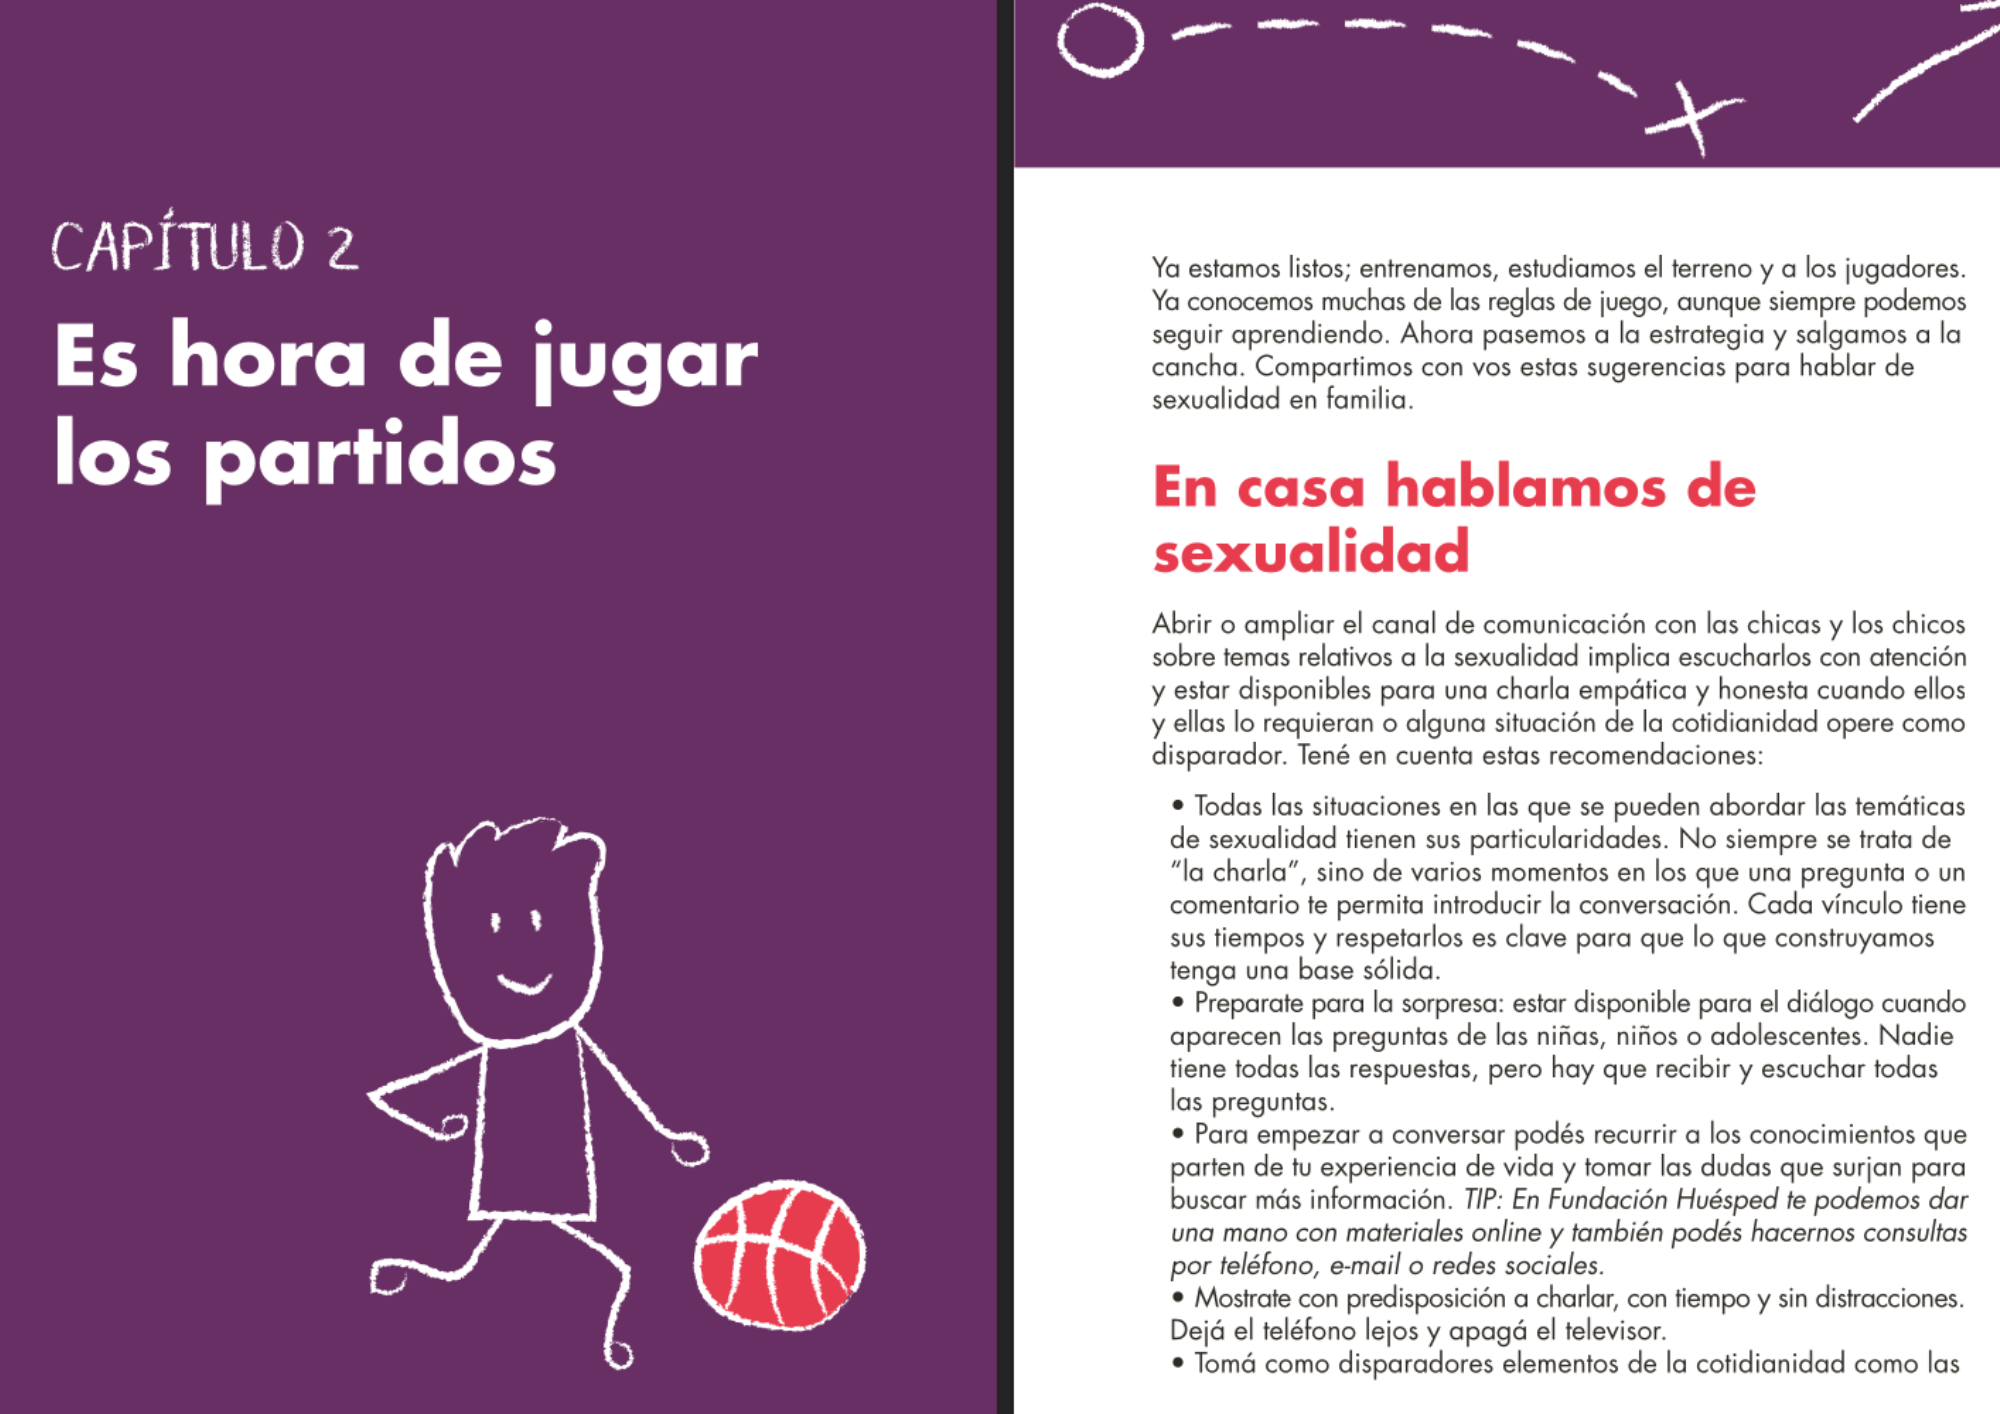 CAPÍTULO 2
Es hora de jugar
los partidos
Ya estamos listos; entrenamos, estudiamos el terreno y a los jugadores.
Ya conocemos muchas de las reglas de juego, aunque siempre podemos
seguir aprendiendo. Ahora pasemos a la estrategia y salgamos a la
cancha. Compartimos con vos estas sugerencias para hablar de
sexualidad en familia.
En casa hablamos de
sexualidad
Abrir o ampliar el canal de comunicación con las chicas y los chicos
sobre temas relativos a la sexualidad implica escucharlos con atención
y estar disponibles para una charla empática y honesta cuando ellos
y ellas lo requieran o alguna situación de la cotidianidad opere como
disparador. Tené en cuenta estas recomendaciones:
• Todas las situaciones en las que se pueden abordar las temáticas
de sexualidad tienen sus particularidades. No siempre se trata de
“la charla”, sino de varios momentos en los que una pregunta o un
comentario te permita introducir la conversación. Cada vínculo tiene
sus tiempos y respetarlos es clave para que lo que construyamos
tenga una base sólida.
• Preparate para la sorpresa: estar disponible para el diálogo cuando
aparecen las preguntas de las niñas, niños o adolescentes. Nadie
tiene todas las respuestas, pero hay que recibir y escuchar todas
las preguntas.
• Para empezar a conversar podés recurrir a los conocimientos que
parten de tu experiencia de vida y tomar las dudas que surjan para
buscar más información. TIP: En Fundación Huésped te podemos dar
una mano con materiales online y también podés hacernos consultas
por teléfono, e-mail o redes sociales.
• Mostrate con predisposición a charlar, con tiempo y sin distracciones.
Dejá el teléfono lejos y apagá el televisor.
• Tomá como disparadores elementos de la cotidianidad como las